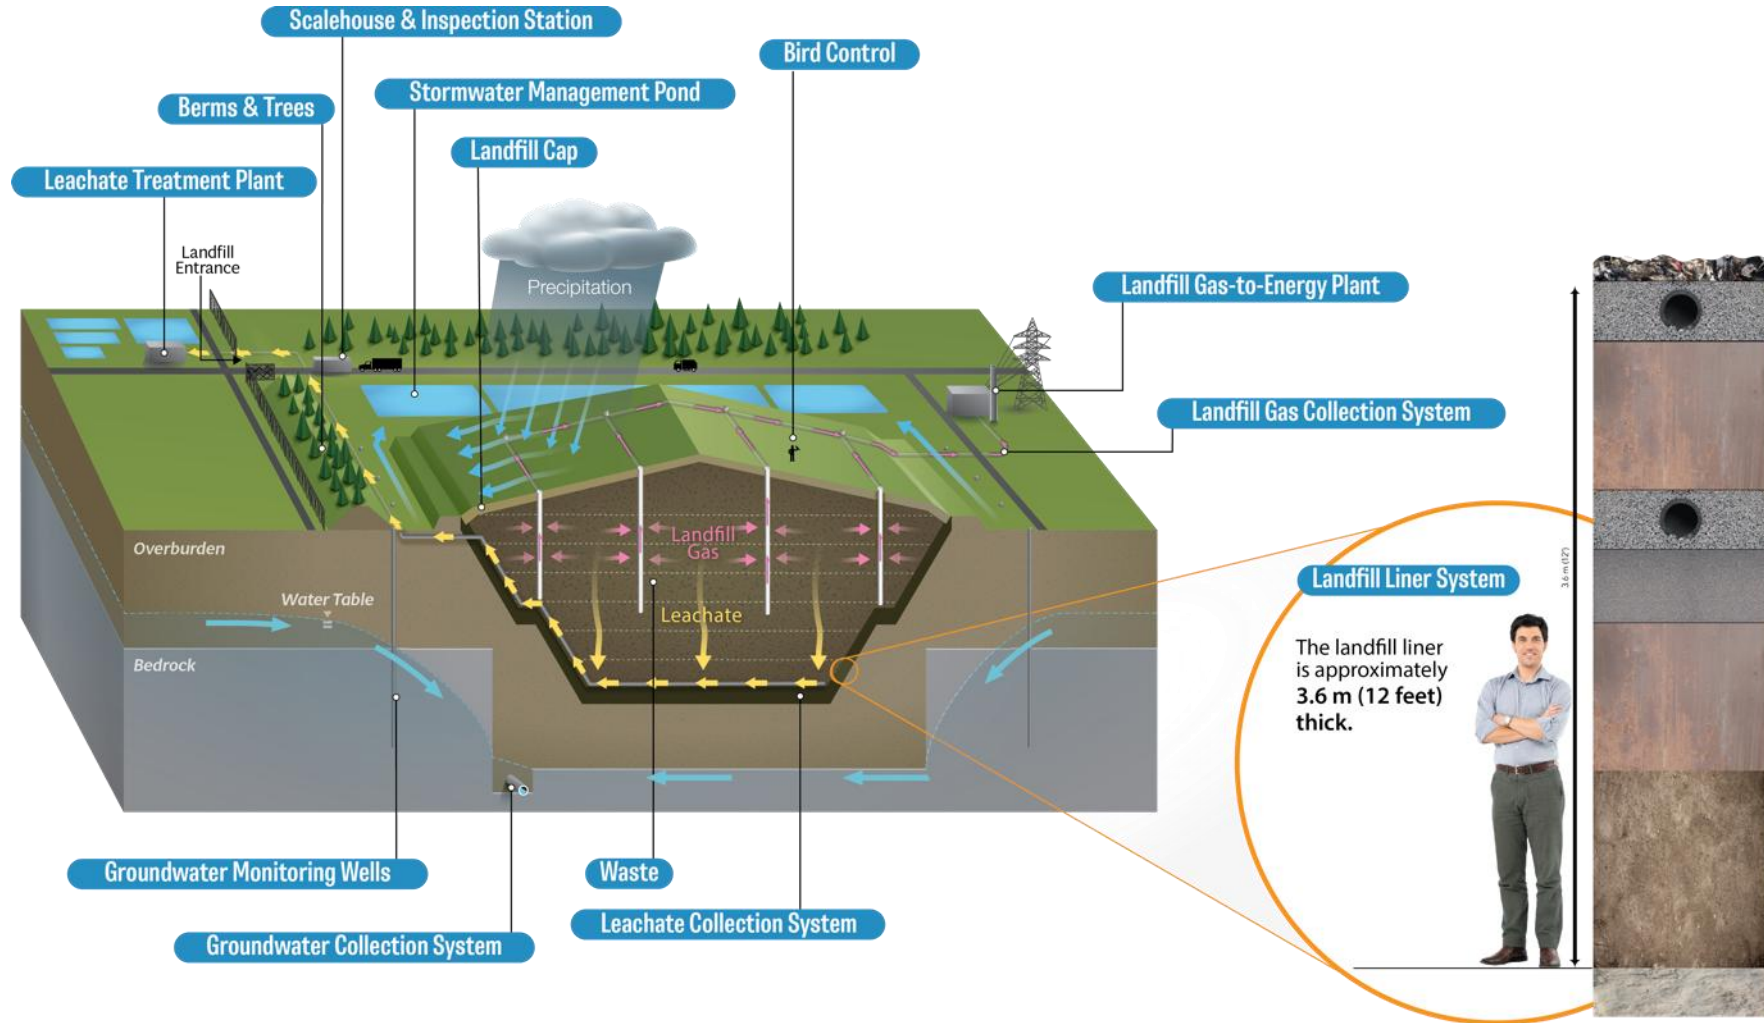 Scalehouse & Inspection Station
Bird Control
Stormwater Management Pond
Berms & Trees
Landfill Cap
Leachate Treatment Plant
Landfill
Entrance
Precipitation
Landfill Gas-to-Energy Plant
Landfill Gas Collection System
Landfill
Gas
Overburden
Water Table
Leachate
Bedrock
Landfill Liner System
3.6 m (12')
The landfill liner
is approximately
3.6 m (12 feet)
thick.
Groundwater Monitoring Wells
Waste
Leachate Collection System
Groundwater Collection System